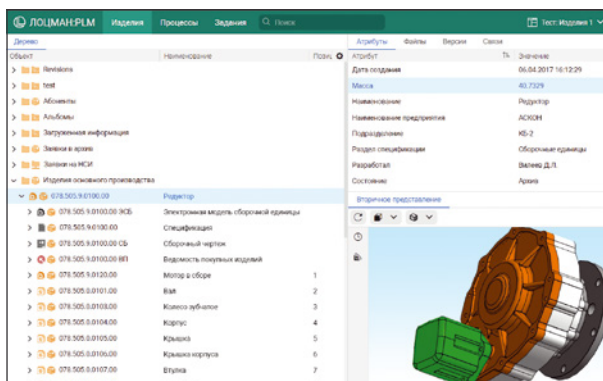 ЛОЦМАН:PLM Изделия Процессы Задания Поиск Тест: Изделия 1
Дерево
Объект Наименование
Revisions
test
Абоненты
Альбомы
Загруженная информация
Заявки в архив
Заявки на НСИ
Изделия основного производства
078.505.9.0100.00 Редуктор
078.505.9.0100.00 ЭСБ Электронная модель сборочной единицы
078.505.9.0100.00 Спецификация
078.505.9.0100.00 СБ Сборочный чертеж
078.505.9.0100.00 ВП Ведомость покупных изделий
078.505.9.0120.00 Мотор в сборе 1
078.505.0.0101.00 Вал 2
078.505.0.0103.00 Колесо зубчатое 3
078.505.0.0104.00 Корпус 4
078.505.0.0105.00 Крышка 5
078.505.0.0106.00 Крышка корпуса 6
078.505.0.0107.00 Втулка 7
Атрибуты Файлы Версии Связи
Атрибут Значение
Дата создания 06.04.2017 16:12:29
Масса 40.7329
Наименование Редуктор
Наименование предприятия АСКОН
Подразделение КБ-2
Раздел спецификации Сборочные единицы
Разработал Валеев Д.Л.
Состояние Архив
Вторичное представление